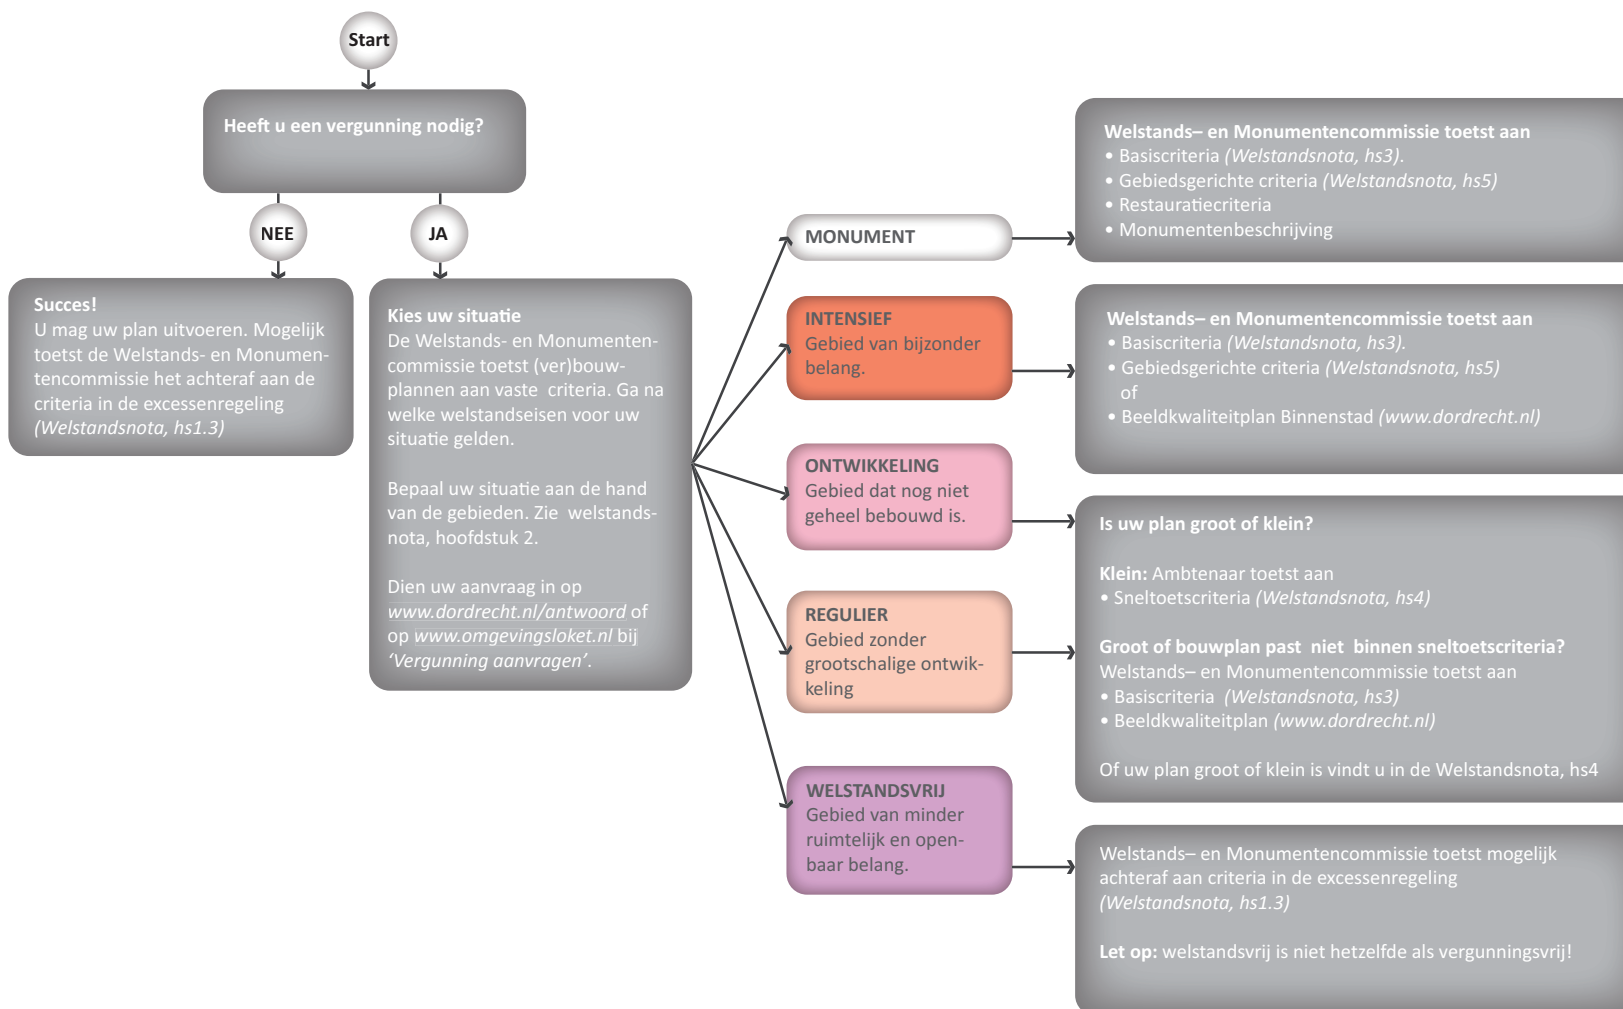 Start
Heeft u een vergunning nodig?
NEE
JA
Succes!
U mag uw plan uitvoeren. Mogelijk
toetst de Welstands- en Monumen-
tencommissie het achteraf aan de
criteria in de excessenregeling
(Welstandsnota, hs1.3)
Kies uw situatie
De Welstands- en Monumenten-
commissie toetst (ver)bouw-
plannen aan vaste criteria. Ga na
welke welstandseisen voor uw
situatie gelden.
Bepaal uw situatie aan de hand
van de gebieden. Zie welstands-
nota, hoofdstuk 2.
Dien uw aanvraag in op
www.dordrecht.nl/antwoord of
op www.omgevingsloket.nl bij
‘Vergunning aanvragen’.
MONUMENT
INTENSIEF
Gebied van bijzonder
belang.
ONTWIKKELING
Gebied dat nog niet
geheel bebouwd is.
REGULIER
Gebied zonder
grootschalige ontwik-
keling
WELSTANDSVRIJ
Gebied van minder
ruimtelijk en open-
baar belang.
Welstands– en Monumentencommissie toetst aan
• Basiscriteria (Welstandsnota, hs3).
• Gebiedsgerichte criteria (Welstandsnota, hs5)
• Restauratiecriteria
• Monumentenbeschrijving
Welstands– en Monumentencommissie toetst aan
• Basiscriteria (Welstandsnota, hs3).
• Gebiedsgerichte criteria (Welstandsnota, hs5)
of
• Beeldkwaliteitplan Binnenstad (www.dordrecht.nl)
Is uw plan groot of klein?
Klein: Ambtenaar toetst aan
• Sneltoetscriteria (Welstandsnota, hs4)
Groot of bouwplan past niet binnen sneltoetscriteria?
Welstands– en Monumentencommissie toetst aan
• Basiscriteria (Welstandsnota, hs3)
• Beeldkwaliteitplan (www.dordrecht.nl)
Of uw plan groot of klein is vindt u in de Welstandsnota, hs4
Welstands– en Monumentencommissie toetst mogelijk
achteraf aan criteria in de excessenregeling
(Welstandsnota, hs1.3)
Let op: welstandsvrij is niet hetzelfde als vergunningsvrij!